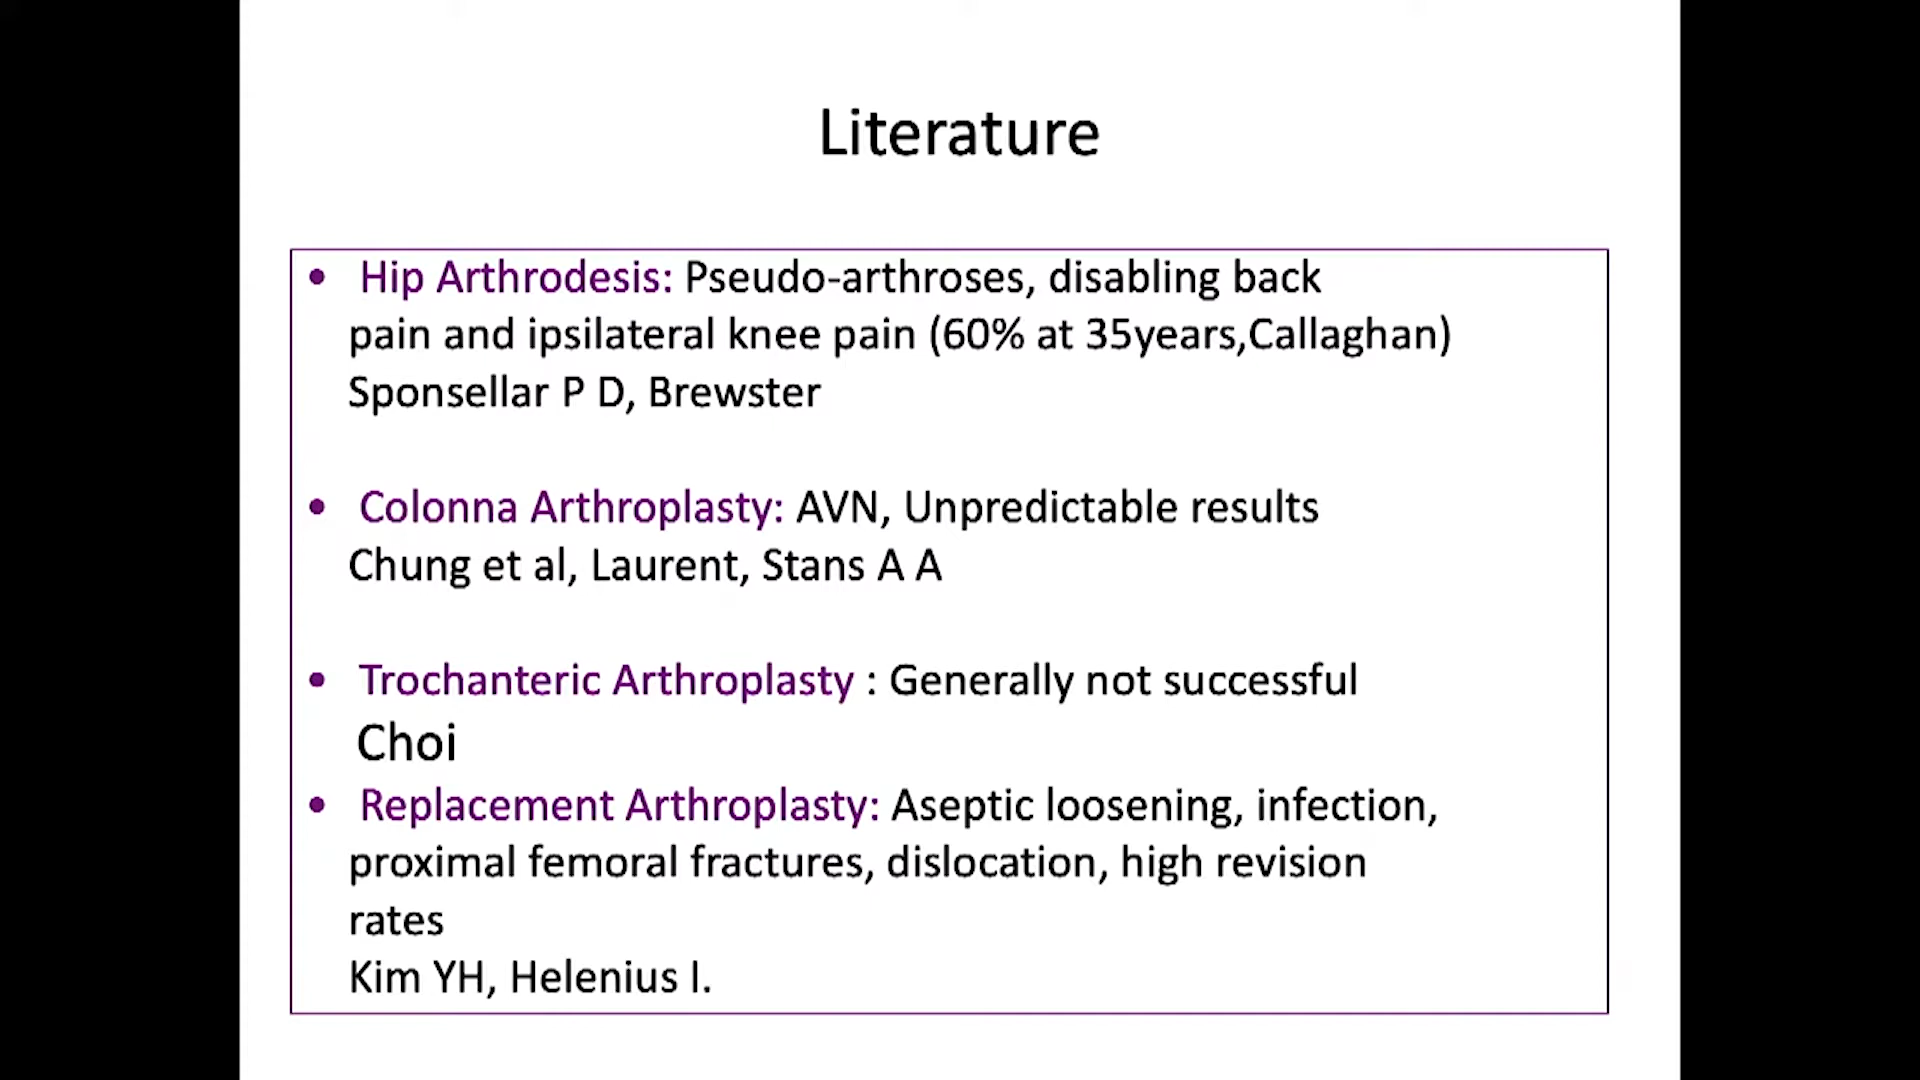 Literature
• Hip Arthrodesis: Pseudo-arthroses, disabling back
pain and ipsilateral knee pain (60% at 35years,Callaghan)
Sponsellar P D, Brewster
• Colonna Arthroplasty: AVN, Unpredictable results
Chung et al, Laurent, Stans A A
• Trochanteric Arthroplasty : Generally not successful
Choi
• Replacement Arthroplasty: Aseptic loosening, infection,
proximal femoral fractures, dislocation, high revision
rates
Kim YH, Helenius I.